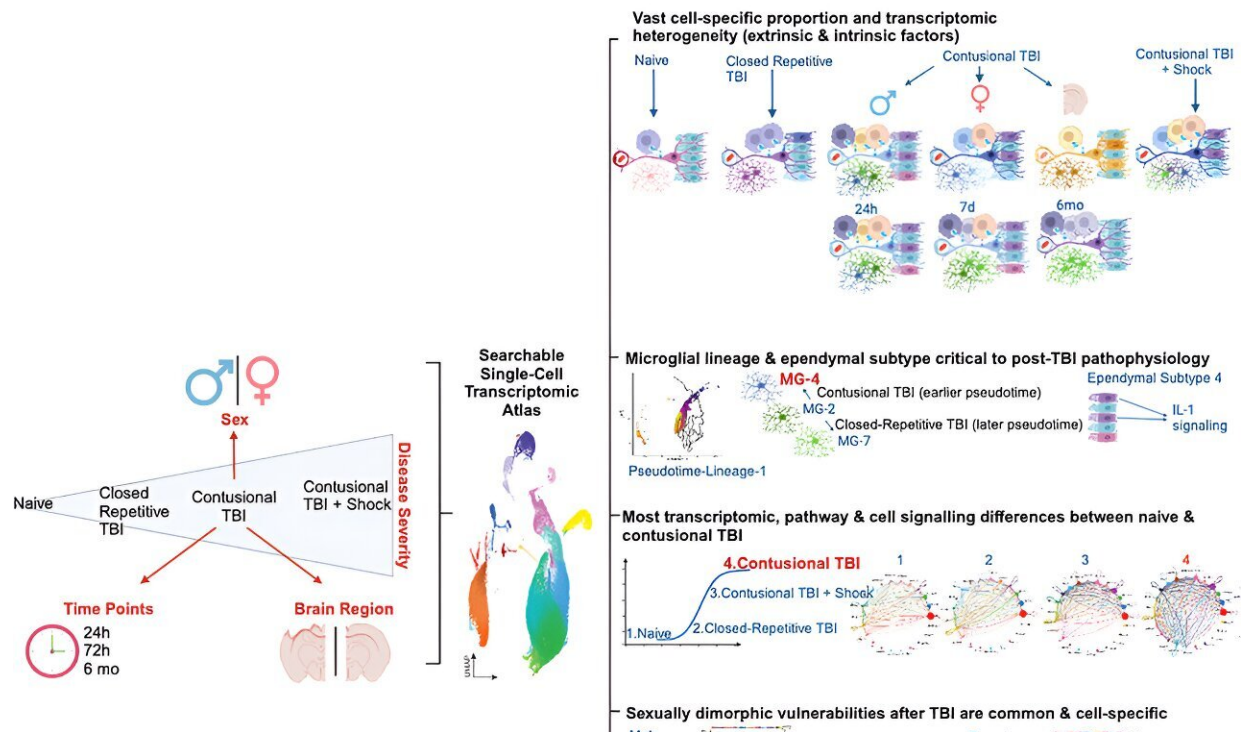 Vast cell-specific proportion and transcriptomic
heterogeneity (extrinsic & intrinsic factors)
Naive
Closed Repetitive
TBI
Contusional TBI
Contusional TBI
+ Shock
24h
7d
6mo
Sex
Naive
Closed
Repetitive
TBI
Contusional
TBI
Contusional
TBI + Shock
Disease Severity
Time Points
24h
72h
6 mo
Brain Region
Searchable
Single-Cell
Transcriptomic
Atlas
Microglial lineage & ependymal subtype critical to post-TBI pathophysiology
MG-4
Contusional TBI (earlier pseudotime)
MG-2
Closed-Repetitive TBI (later pseudotime)
MG-7
Pseudotime-Lineage-1
Ependymal Subtype 4
IL-1
signaling
Most transcriptomic, pathway & cell signalling differences between naive &
contusional TBI
4.Contusional TBI
3.Contusional TBI + Shock
1.Naive
2.Closed-Repetitive TBI
1
2
3
4
Sexually dimorphic vulnerabilities after TBI are common & cell-specific